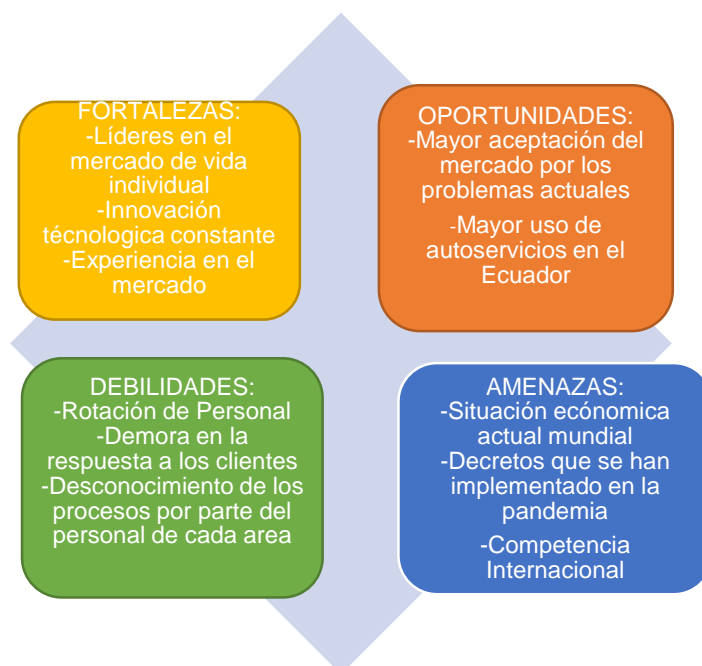 FORTALEZAS:
-Líderes en el
mercado de vida
individual
-Innovación
técnologica constante
-Experiencia en el
mercado
OPORTUNIDADES:
-Mayor aceptación del
mercado por los
problemas actuales
-Mayor uso de
autoservicios en el
Ecuador
DEBILIDADES:
-Rotación de Personal
-Demora en la
respuesta a los clientes
-Desconocimiento de los
procesos por parte del
personal de cada area
AMENAZAS:
-Situación ecónomica
actual mundial
-Decretos que se han
implementado en la
pandemia
-Competencia
Internacional